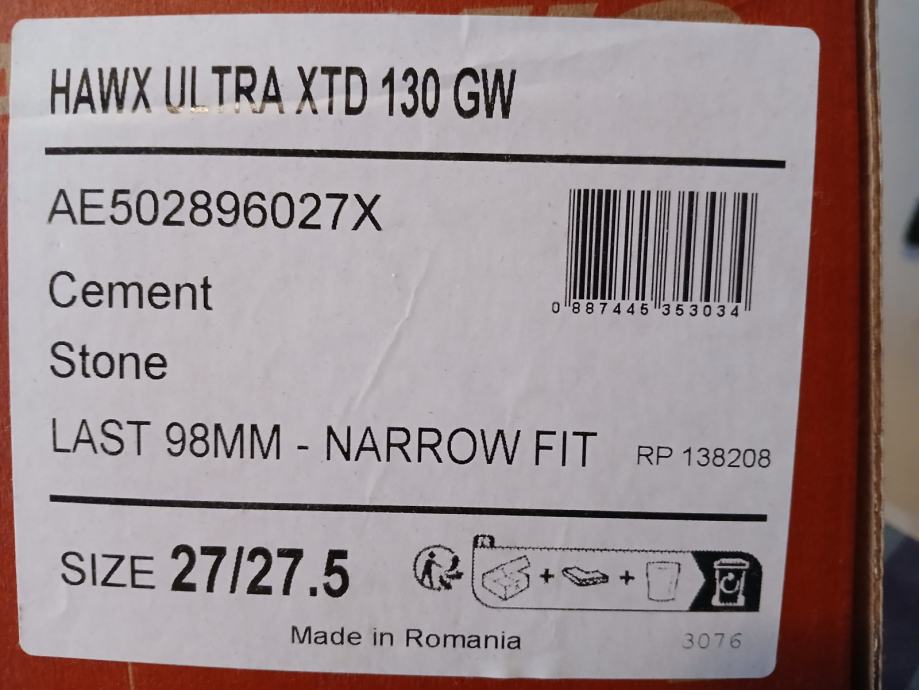 HAWX ULTRA XTD 130 GW
AE502896027X
Cement
0 887445 353034
Stone
LAST 98MM - NARROW FIT RP 138208
SIZE 27/27.5
Made in Romania 3076